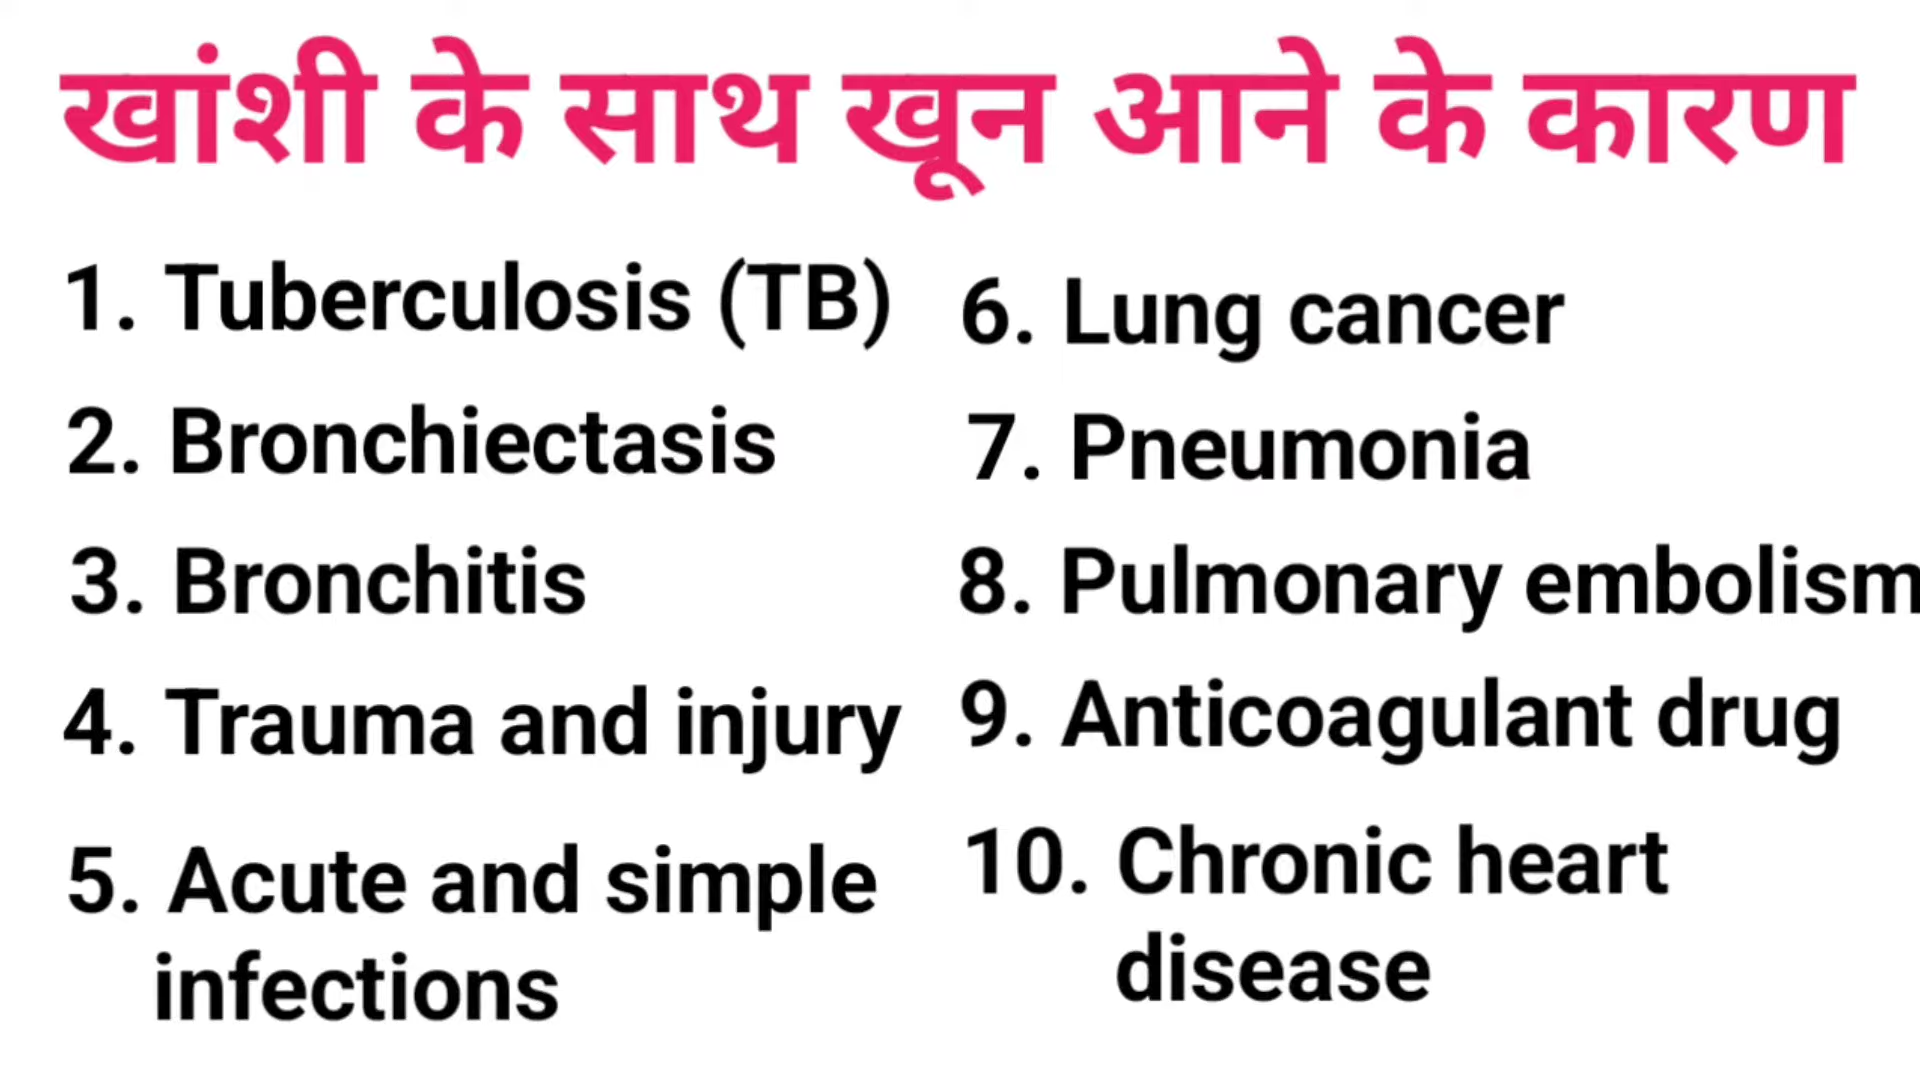 खांशी के साथ खून आने के कारण
1. Tuberculosis (TB)
2. Bronchiectasis
3. Bronchitis
4. Trauma and injury
5. Acute and simple
infections
6. Lung cancer
7. Pneumonia
8. Pulmonary embolism
9. Anticoagulant drug
10. Chronic heart
disease